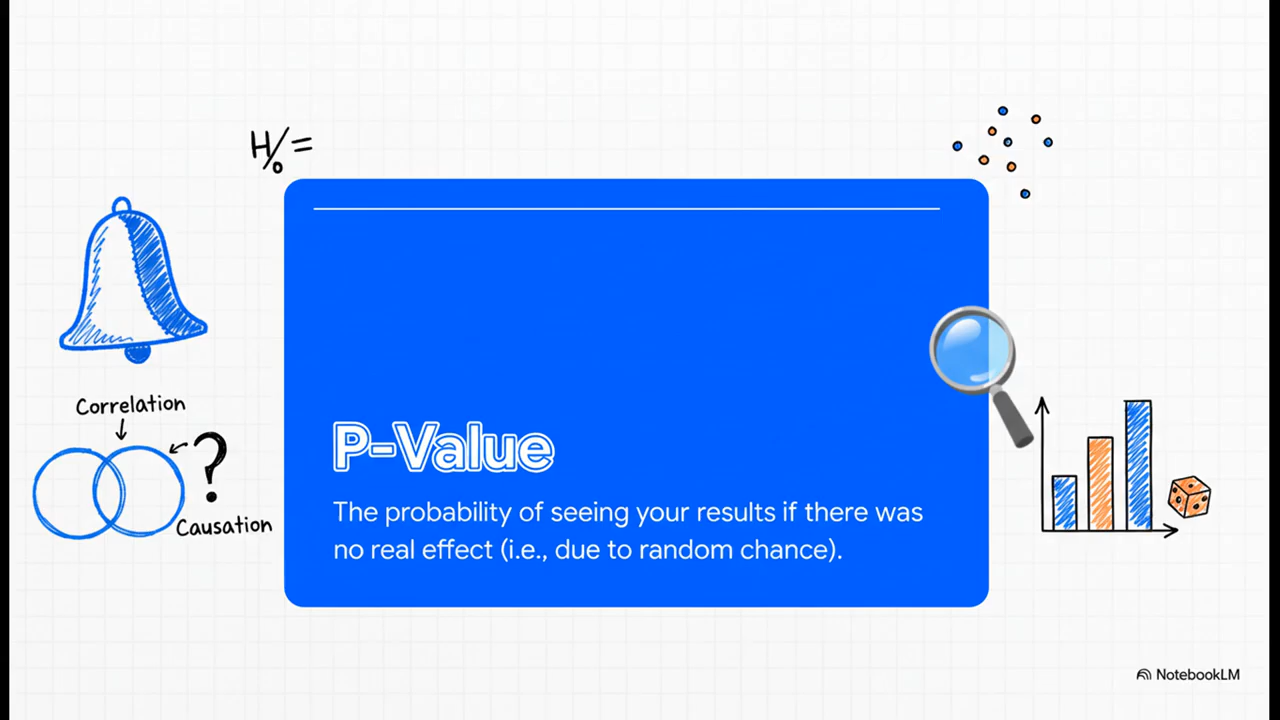 H/₀ =
Correlation
?
Causation
P-Value
The probability of seeing your results if there was
no real effect (i.e., due to random chance).
NotebookLM